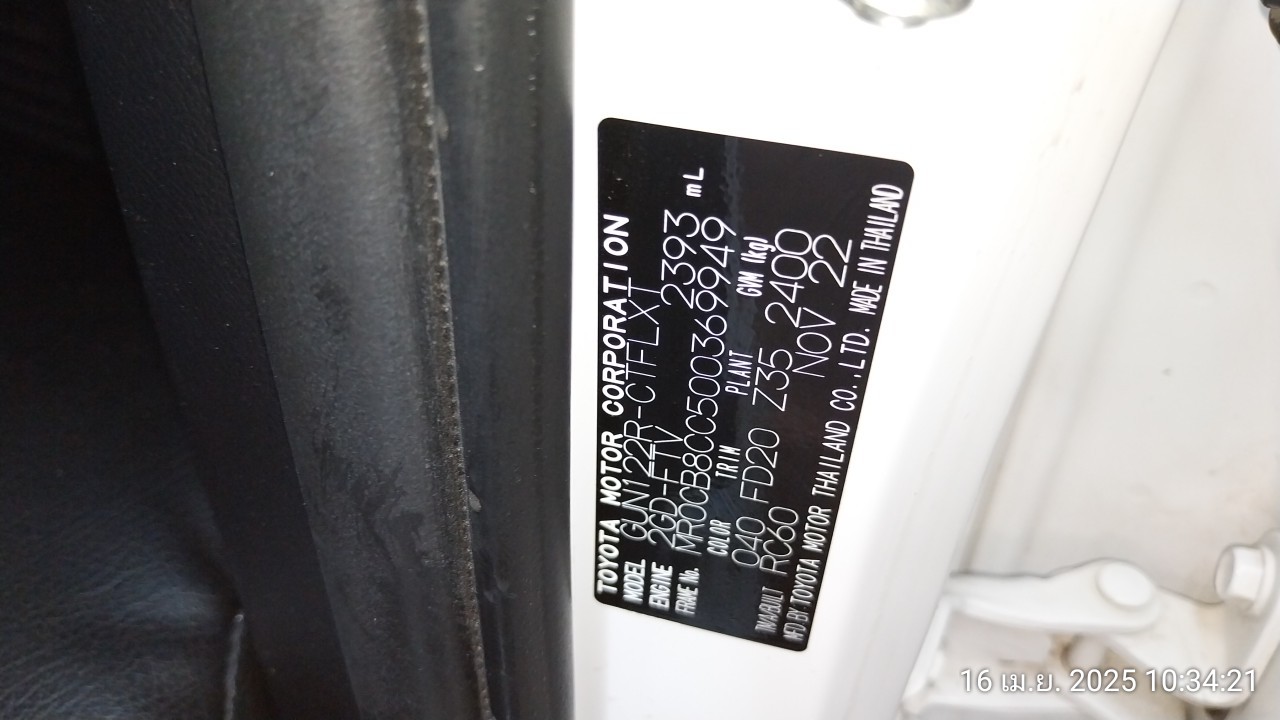 TOYOTA MOTOR CORPORATION
MODEL GUN122R-CTFLXT
ENGINE 2GD-FTV 2393 mL
FRAME No. MR0CB8CC500369949
COLOR TRIM PLANT GVM (kg)
040 FD20 Z35 2400
T/M/A/BUILT RC60 NOV 22
MFD BY TOYOTA MOTOR THAILAND CO.,LTD. MADE IN THAILAND
16 เม.ย. 2025 10:34:21